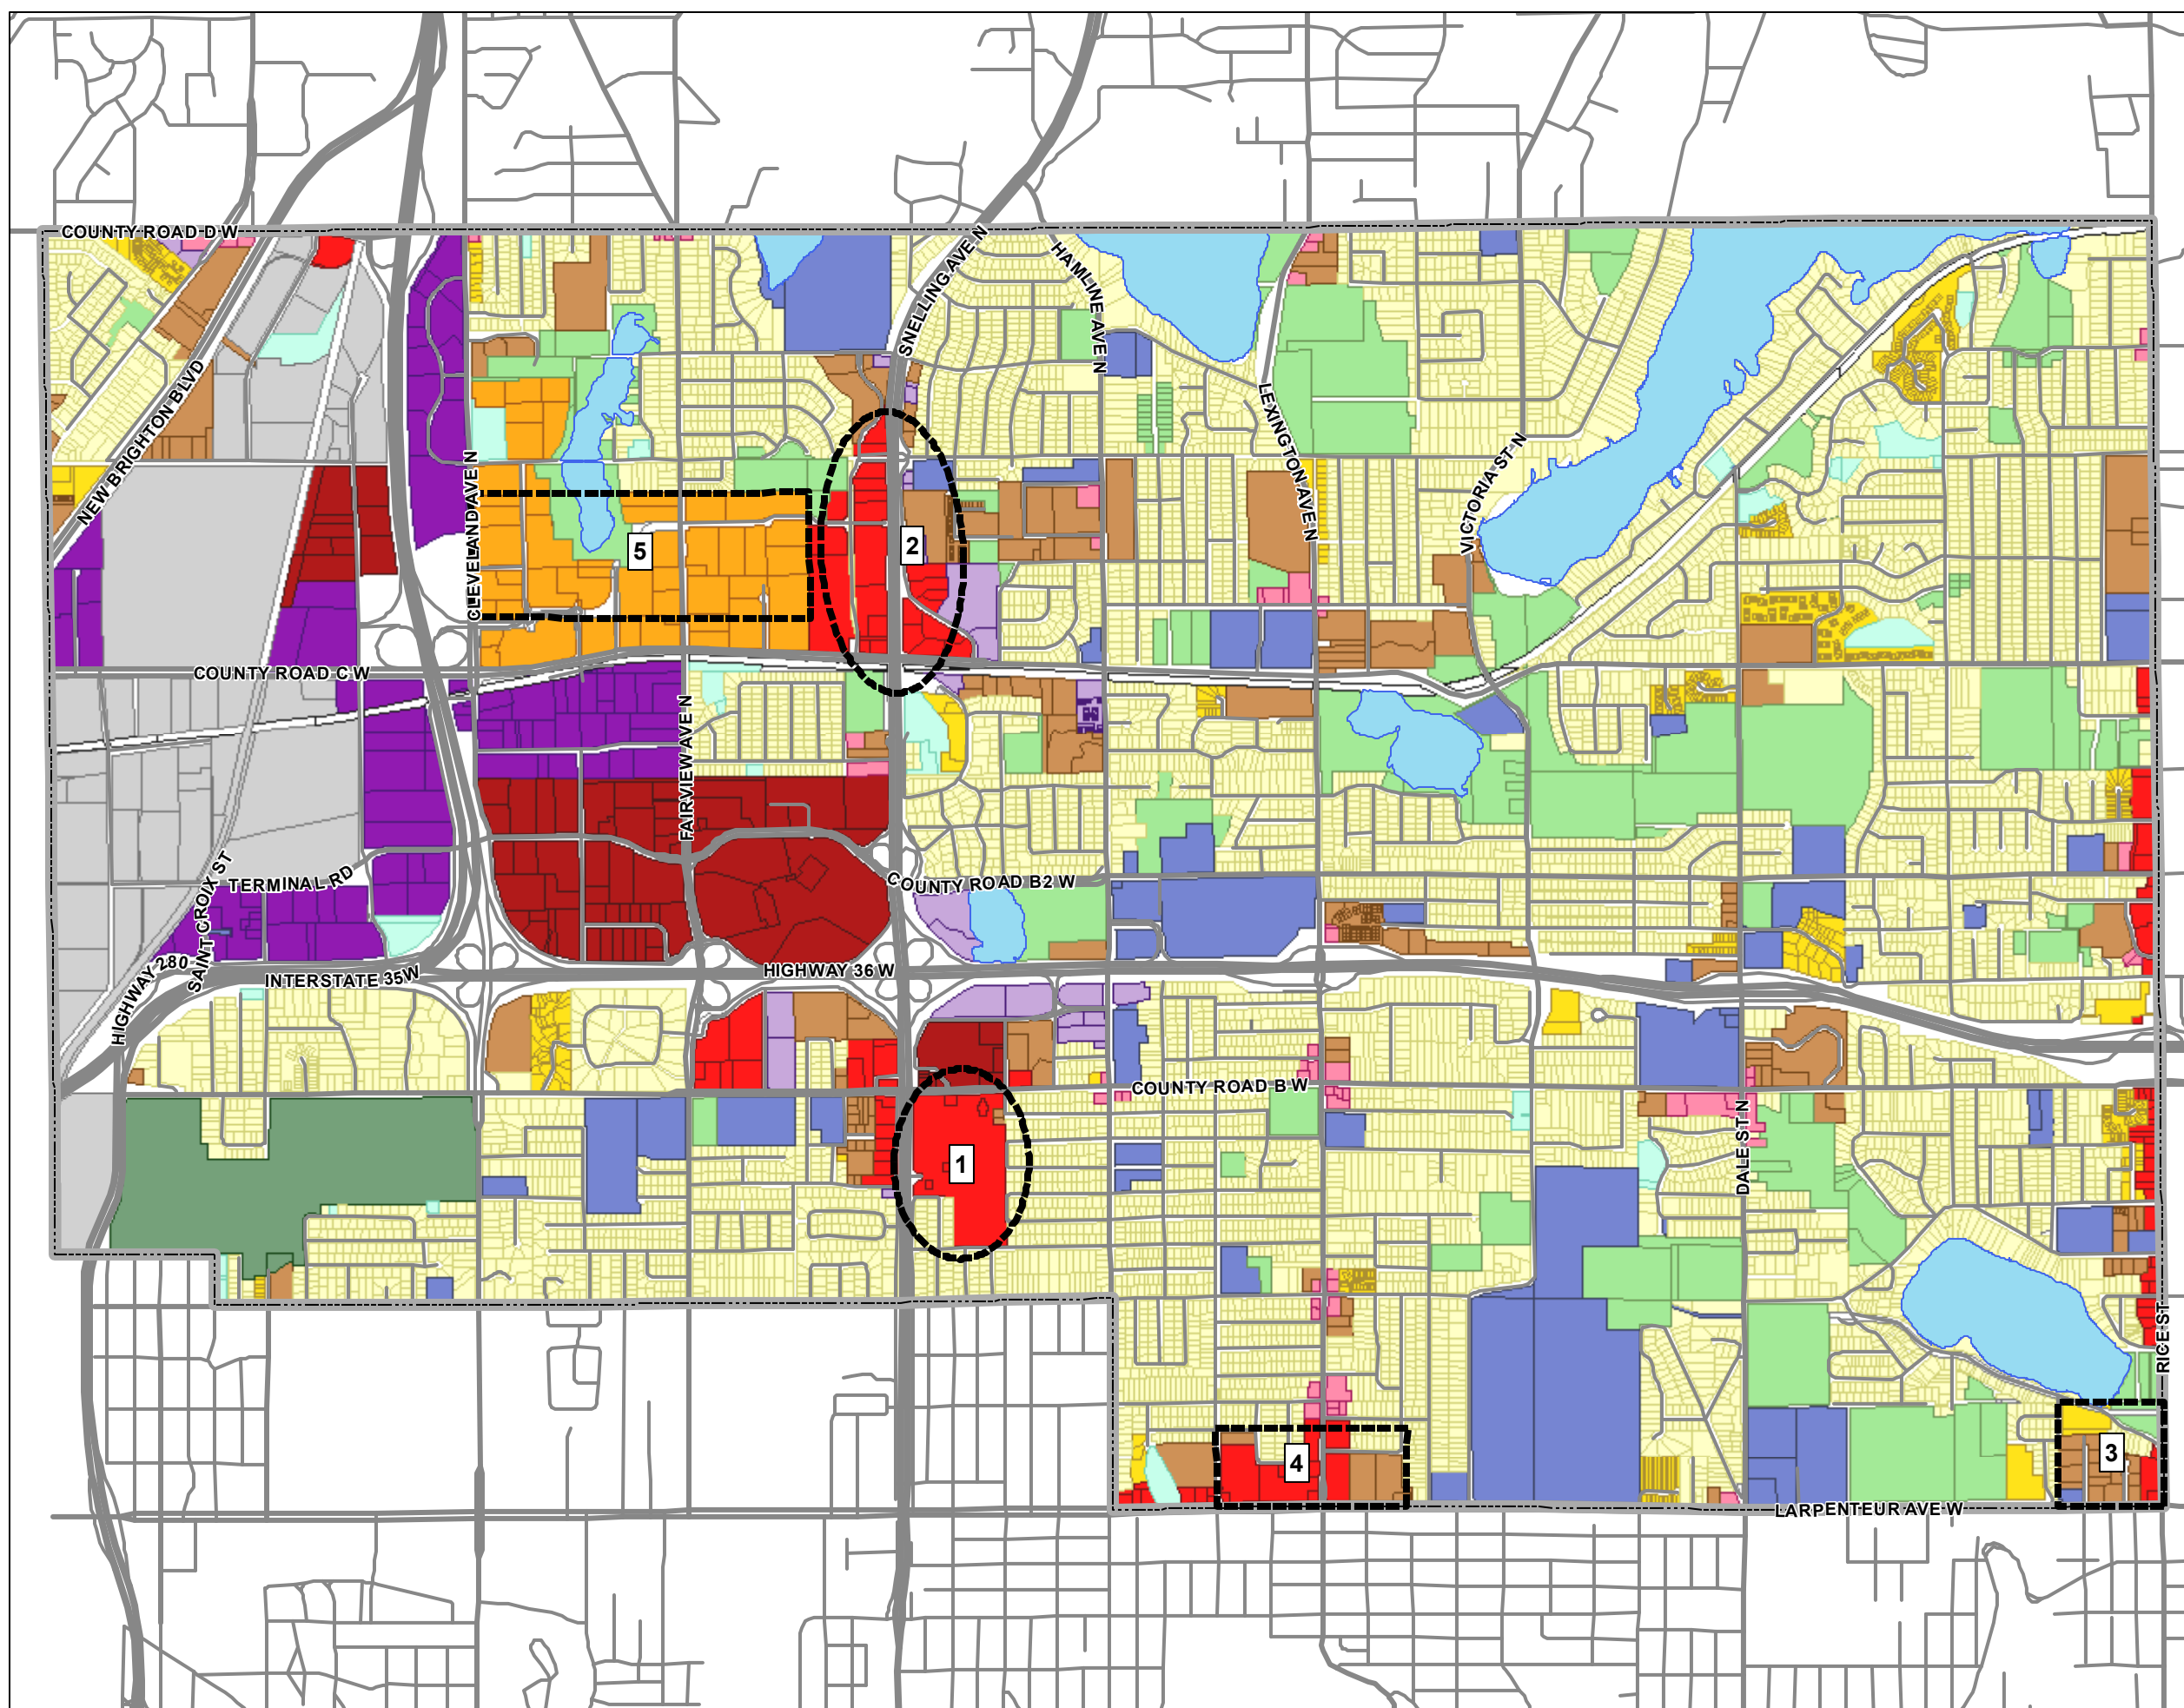 COUNTY ROAD D W
SNELLING AVE N
HAMLINE AVE N
NEW BRIGHTON BLVD
LEXINGTON AVE N
VICTORIA ST N
CLEVELAND AVE N
5
2
COUNTY ROAD C W
FAIRVIEW AVE N
TERMINAL RD
SAINT CROIX ST
COUNTY ROAD B2 W
HIGHWAY 280
INTERSTATE 35W
HIGHWAY 36 W
COUNTY ROAD B W
DALE ST N
1
RICE ST
4
3
LARPENTEUR AVE W